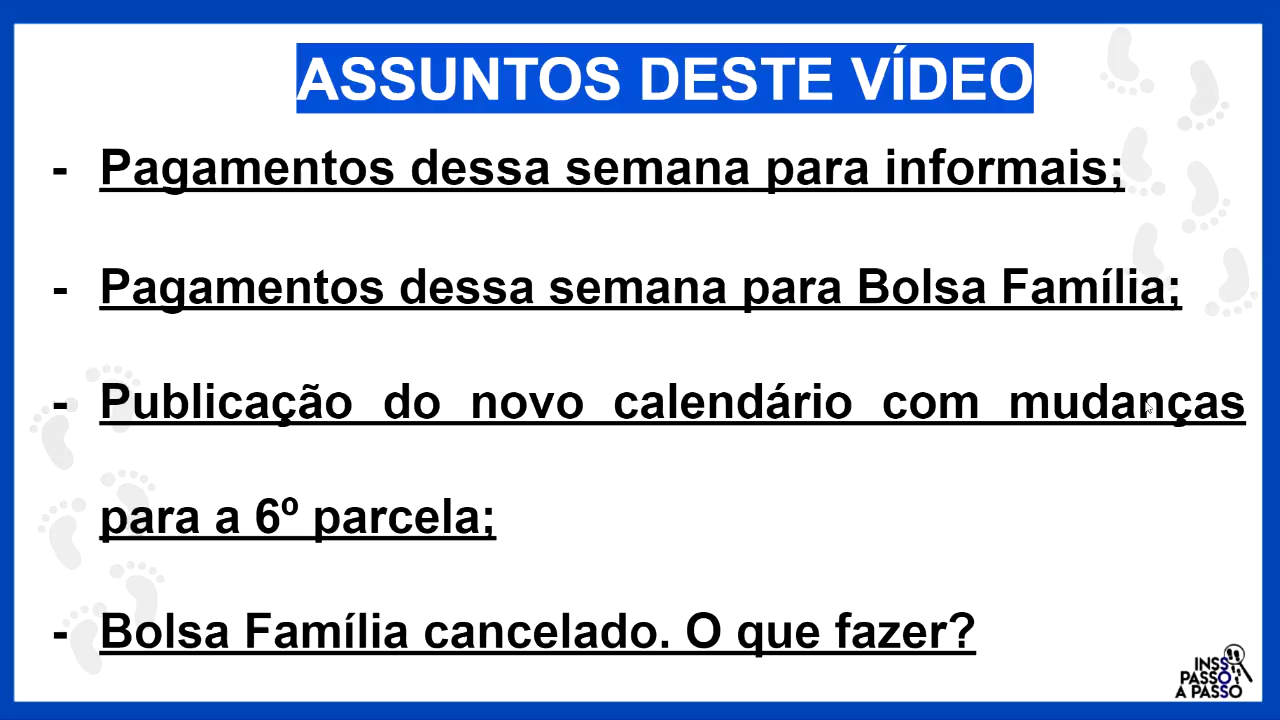 ASSUNTOS DESTE VÍDEO
- Pagamentos dessa semana para informais;
- Pagamentos dessa semana para Bolsa Família;
- Publicação do novo calendário com mudanças
para a 6º parcela;
- Bolsa Família cancelado. O que fazer?
INSS
PASSO
A PASSO